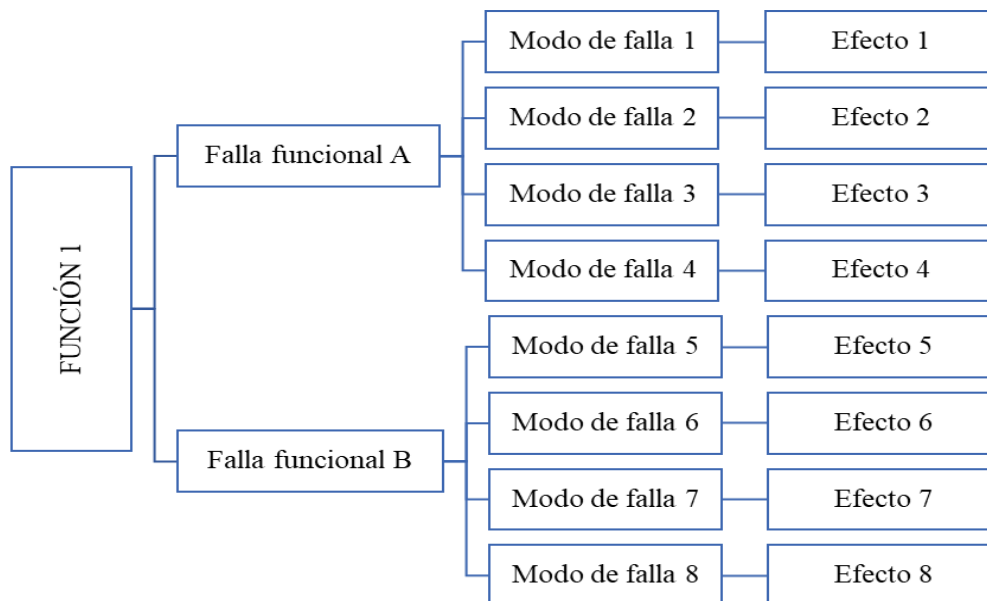 FUNCIÓN 1
Falla funcional A
Modo de falla 1
Efecto 1
Modo de falla 2
Efecto 2
Modo de falla 3
Efecto 3
Modo de falla 4
Efecto 4
Falla funcional B
Modo de falla 5
Efecto 5
Modo de falla 6
Efecto 6
Modo de falla 7
Efecto 7
Modo de falla 8
Efecto 8